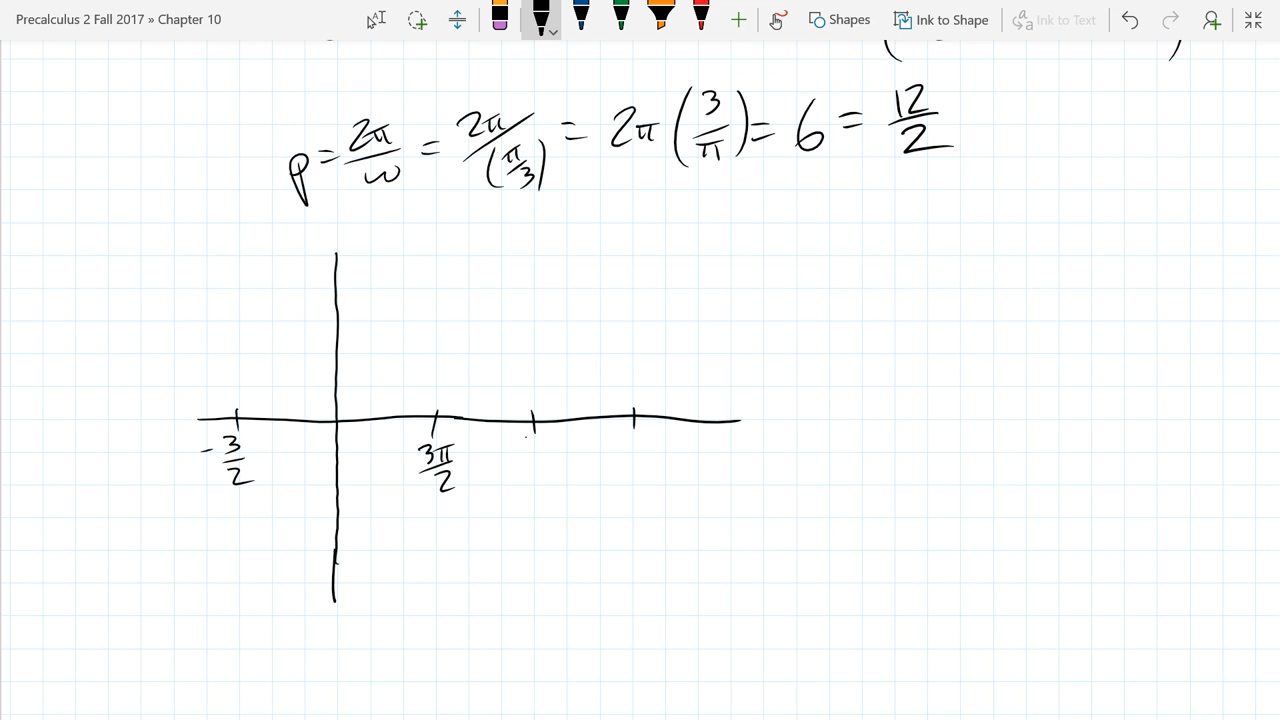 Precalculus 2 Fall 2017 » Chapter 10 Shapes Ink to Shape Ink to Text
p = 2π/ω = 2π/(π/3) = 2π(3/π) = 6 = 12/2
-3/2 3π/2